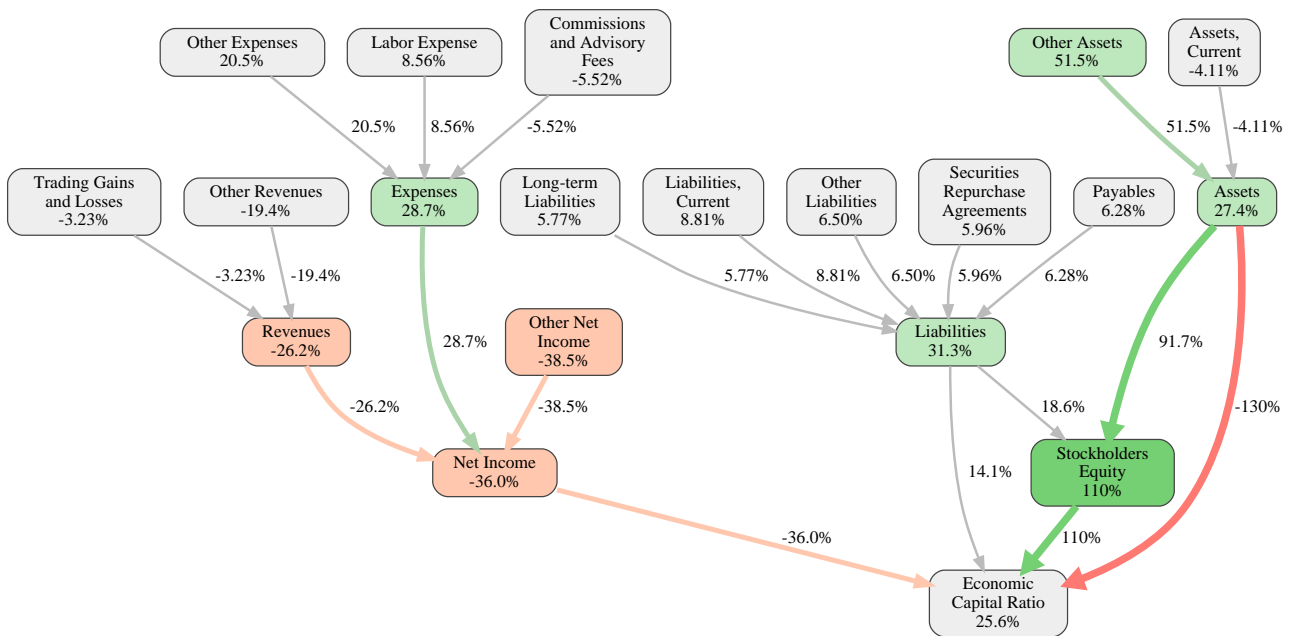 Other Expenses
20.5%
Labor Expense
8.56%
Commissions
and Advisory
Fees
-5.52%
Other Assets
51.5%
Assets,
Current
-4.11%
20.5%
8.56%
-5.52%
51.5%
-4.11%
Trading Gains
and Losses
-3.23%
Other Revenues
-19.4%
Expenses
28.7%
Long-term
Liabilities
5.77%
Liabilities,
Current
8.81%
Other
Liabilities
6.50%
Securities
Repurchase
Agreements
5.96%
Payables
6.28%
Assets
27.4%
-3.23%
-19.4%
5.77%
8.81%
6.50%
5.96%
6.28%
Revenues
-26.2%
28.7%
Other Net
Income
-38.5%
Liabilities
31.3%
91.7%
-26.2%
-38.5%
18.6%
-130%
Net Income
-36.0%
14.1%
Stockholders
Equity
110%
-36.0%
110%
Economic
Capital Ratio
25.6%